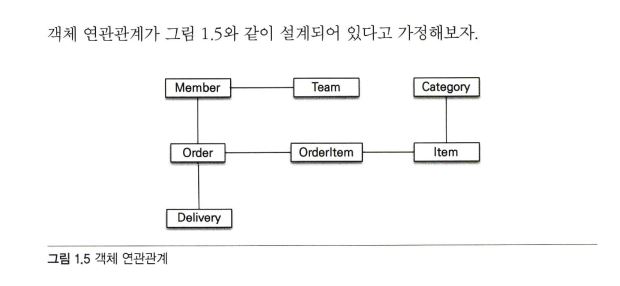 객체 연관관계가 그림 1.5와 같이 설계되어 있다고 가정해보자.
Member Team Category
Order OrderItem Item
Delivery
그림 1.5 객체 연관관계